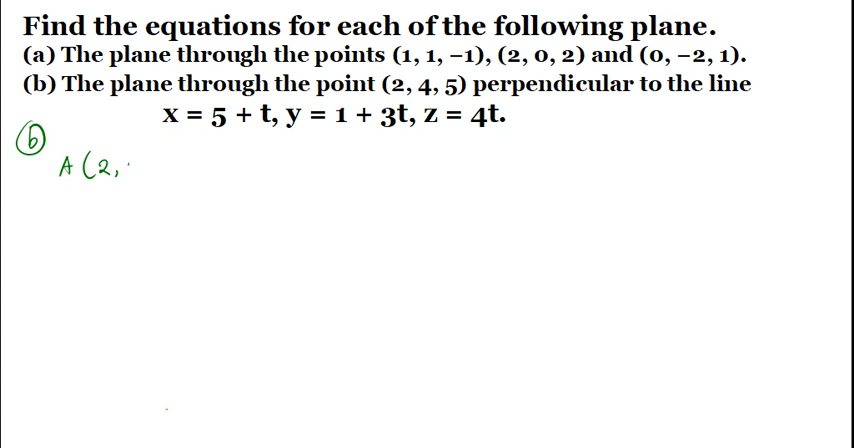 Find the equations for each of the following plane.
(a) The plane through the points (1, 1, −1), (2, 0, 2) and (0, −2, 1).
(b) The plane through the point (2, 4, 5) perpendicular to the line
x = 5 + t, y = 1 + 3t, z = 4t.
ⓑ
A (2,